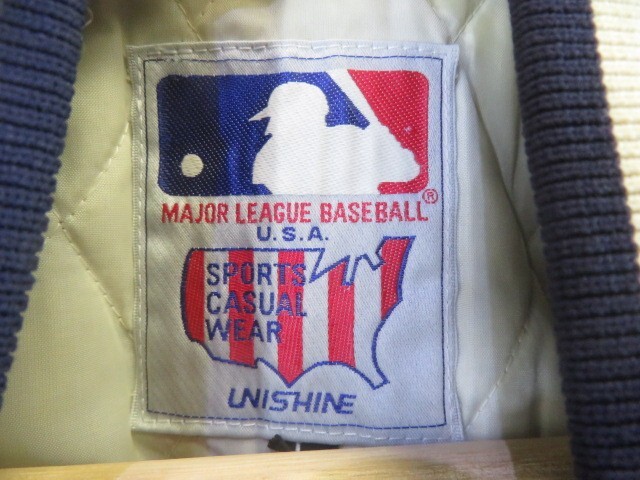 MAJOR LEAGUE BASEBALL®
U.S.A.
SPORTS
CASUAL
WEAR
UNISHINE